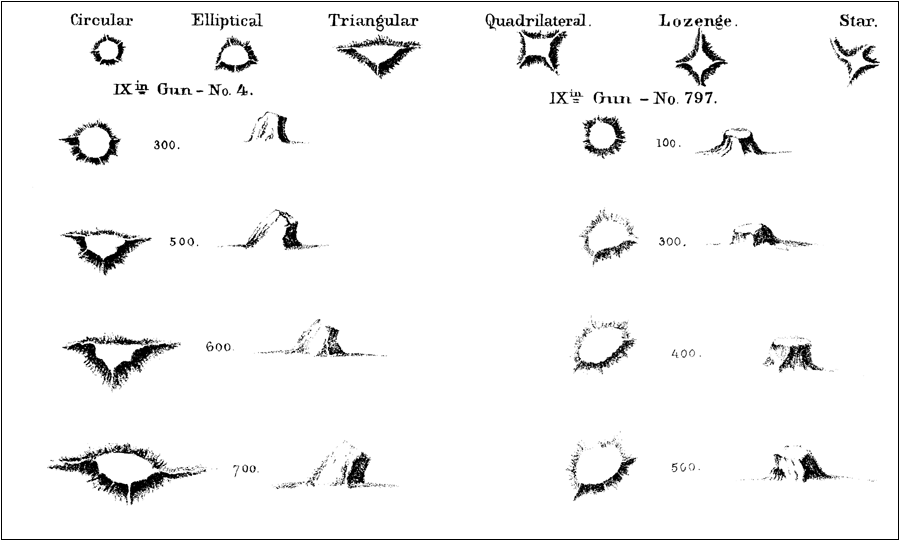 Circular Elliptical Triangular Quadrilateral. Lozenge. Star.
IXin Gun - No. 4.
IXin Gun - No. 797.
300. 100.
500. 300.
600. 400.
700. 500.